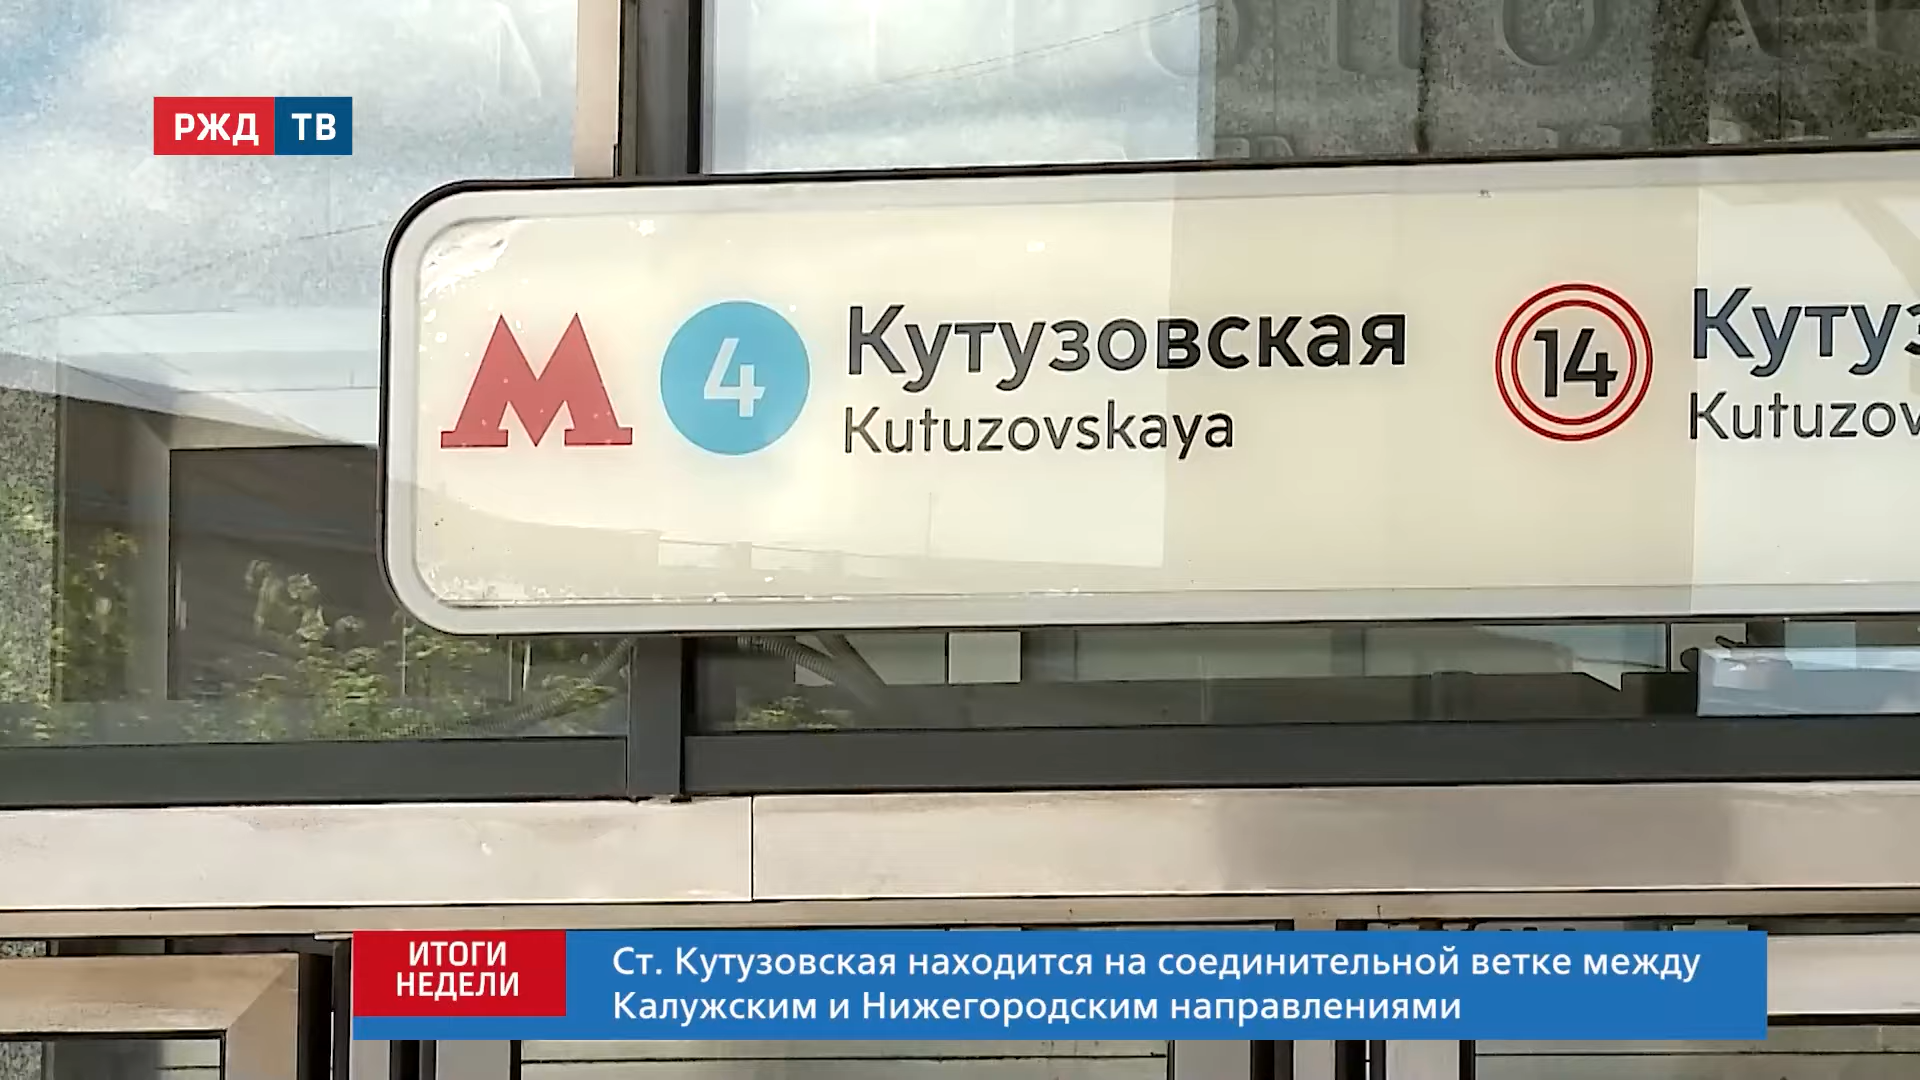 РЖД ТВ
М 4 Кутузовская 14 Кутуз
Kutuzovskaya Kutuzov
ИТОГИ
НЕДЕЛИ
Ст. Кутузовская находится на соединительной ветке между
Калужским и Нижегородским направлениями